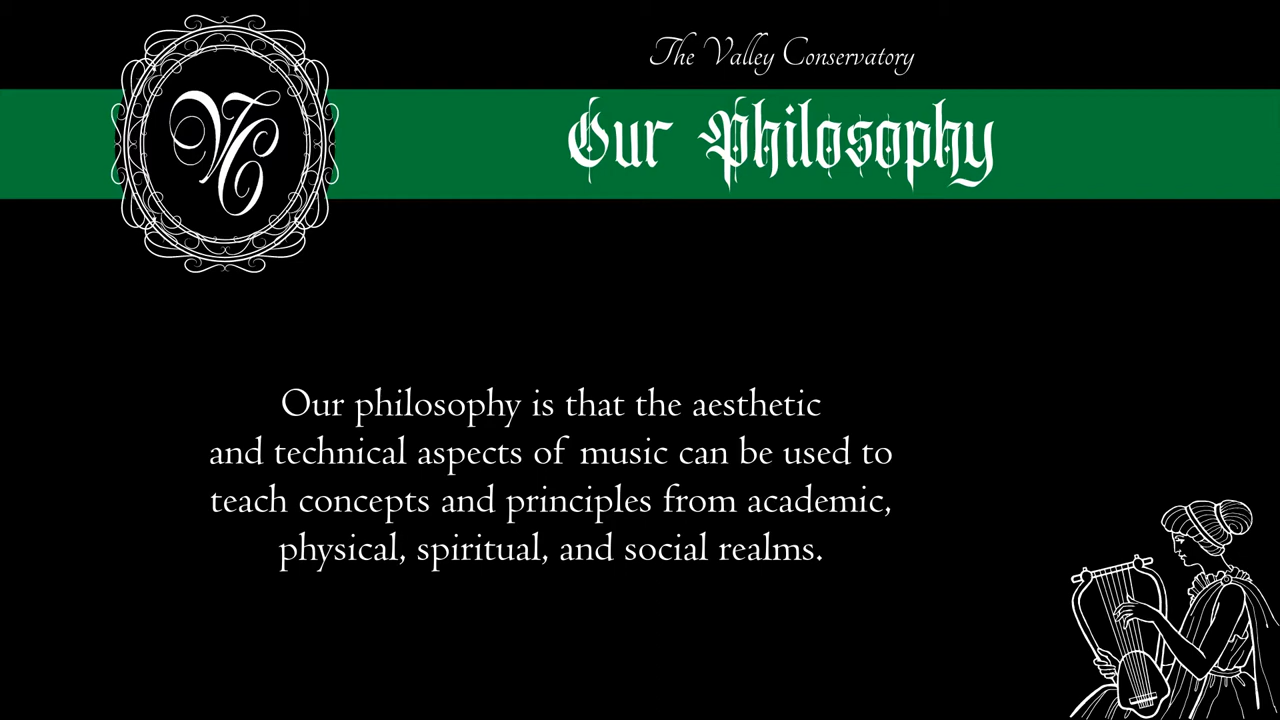 The Valley Conservatory
VC
Our Philosophy
Our philosophy is that the aesthetic
and technical aspects of music can be used to
teach concepts and principles from academic,
physical, spiritual, and social realms.